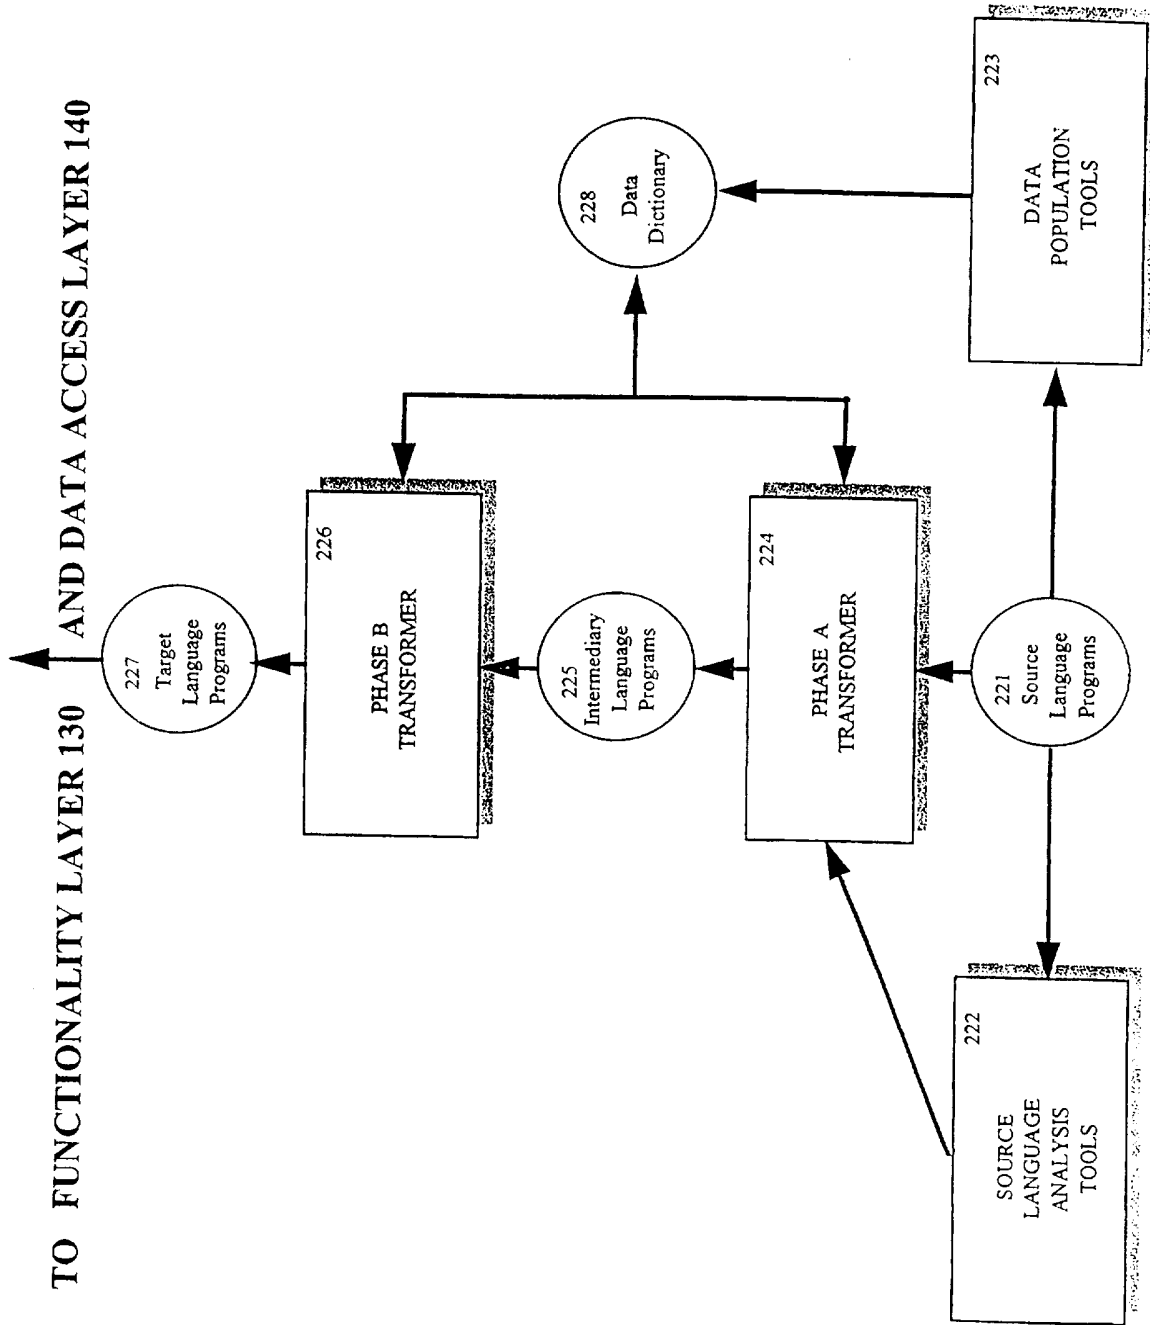 TO FUNCTIONALITY LAYER 130 AND DATA ACCESS LAYER 140
227
Target
Language
Programs
226
PHASE B
TRANSFORMER
228
Data
Dictionary
225
Intermediary
Language
Programs
224
PHASE A
TRANSFORMER
222
SOURCE
LANGUAGE
ANALYSIS
TOOLS
221
Source
Language
Programs
223
DATA
POPULATION
TOOLS